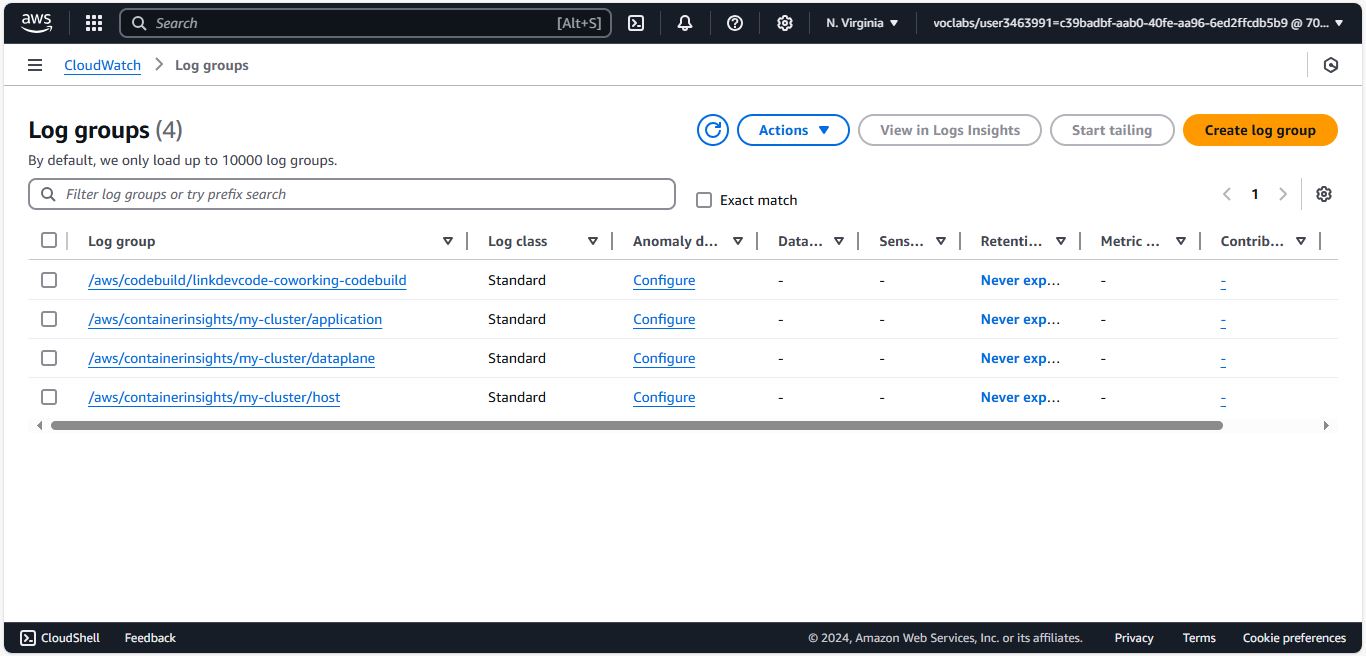 aws Search [Alt+S] N. Virginia voclabs/user3463991=c39badbf-aab0-40fe-aa96-6ed2ffcdb5b9 @ 70...
CloudWatch Log groups
Log groups (4) Actions View in Logs Insights Start tailing Create log group
By default, we only load up to 10000 log groups.
Filter log groups or try prefix search Exact match 1
Log group Log class Anomaly d... Data... Sens... Retenti... Metric ... Contrib...
/aws/codebuild/linkdevcode-coworking-codebuild Standard Configure - - Never exp... - -
/aws/containerinsights/my-cluster/application Standard Configure - - Never exp... - -
/aws/containerinsights/my-cluster/dataplane Standard Configure - - Never exp... - -
/aws/containerinsights/my-cluster/host Standard Configure - - Never exp... - -
CloudShell Feedback © 2024, Amazon Web Services, Inc. or its affiliates. Privacy Terms Cookie preferences